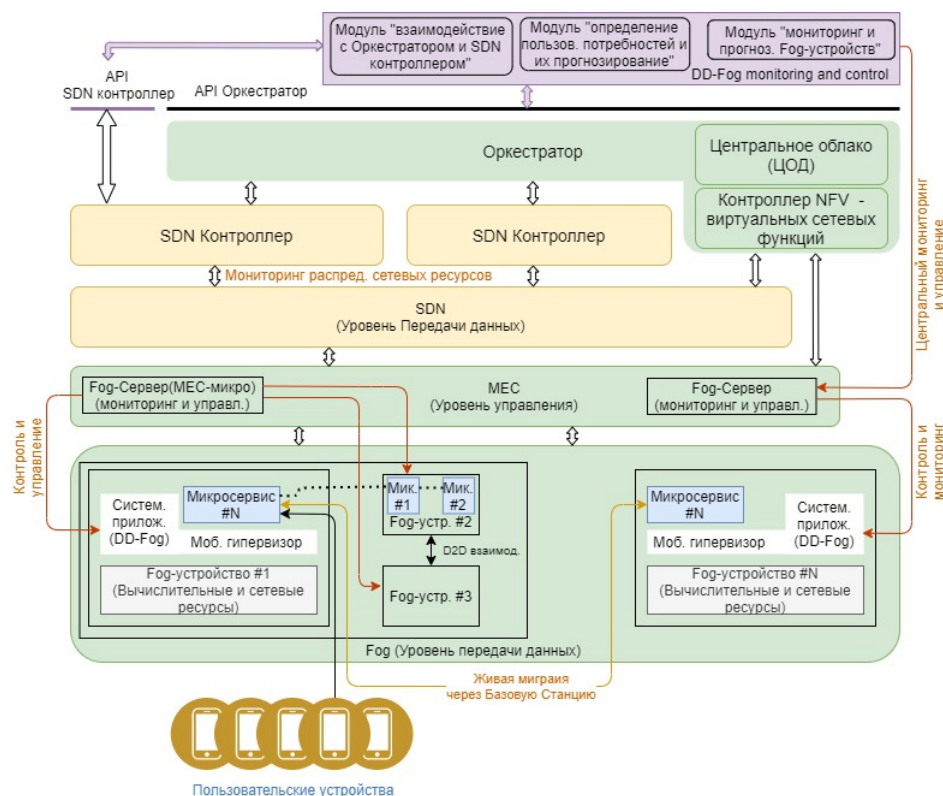 Модуль "взаимодействие
с Оркестратором и SDN
контроллером"
Модуль "определение
пользов. потребностей и
их прогнозирование"
Модуль "мониторинг и
прогноз. Fog-устройств"
DD-Fog monitoring and control
API
SDN контроллер
API Оркестратор
Оркестратор
Центральное облако
(ЦОД)
Контроллер NFV -
виртуальных сетевых
функций
SDN Контроллер
SDN Контроллер
Мониторинг распред. сетевых ресурсов
SDN
(Уровень Передачи данных)
Центральный мониторинг
и управление
Fog-Сервер(МЕС-микро)
(мониторинг и управл.)
МЕС
(Уровень управления)
Fog-Сервер
(мониторинг и управл.)
Контроль и
управление
Контроль и
мониторинг
Систем.
прилож.
(DD-Fog)
Микросервис
#N
Моб. гипервизор
Fog-устройство #1
(Вычислительные и сетевые
ресурсы)
Мик.
#1
Мик.
#2
Fog-устр. #2
D2D взаимод.
Fog-устр. #3
Микросервис
#N
Систем.
прилож.
(DD-Fog)
Моб. гипервизор
Fog-устройство #N
(Вычислительные и сетевые
ресурсы)
Fog (Уровень передачи данных)
Живая миграия
через Базовую Станцию
Пользовательские устройства